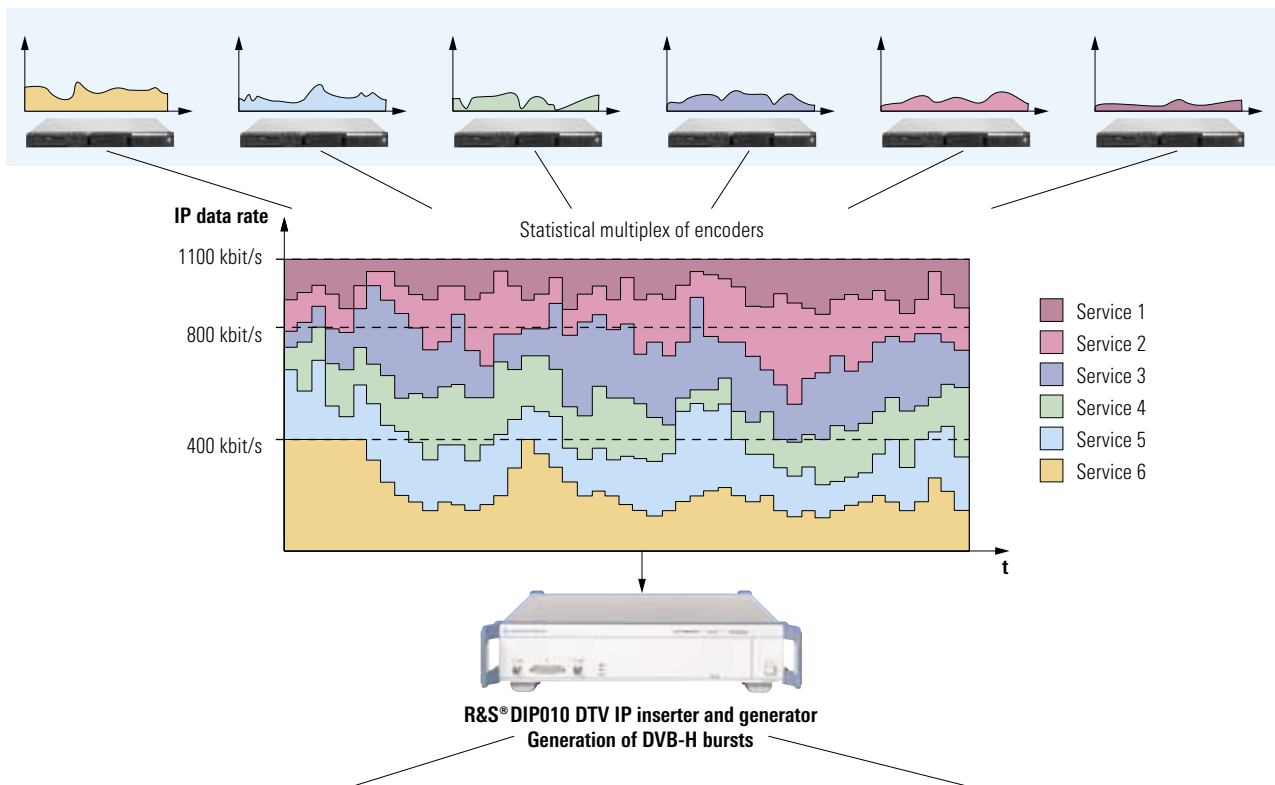 Statistical multiplex of encoders
IP data rate
1100 kbit/s
800 kbit/s
400 kbit/s
t
Service 1
Service 2
Service 3
Service 4
Service 5
Service 6
R&S® DIP010 DTV IP inserter and generator
Generation of DVB-H bursts